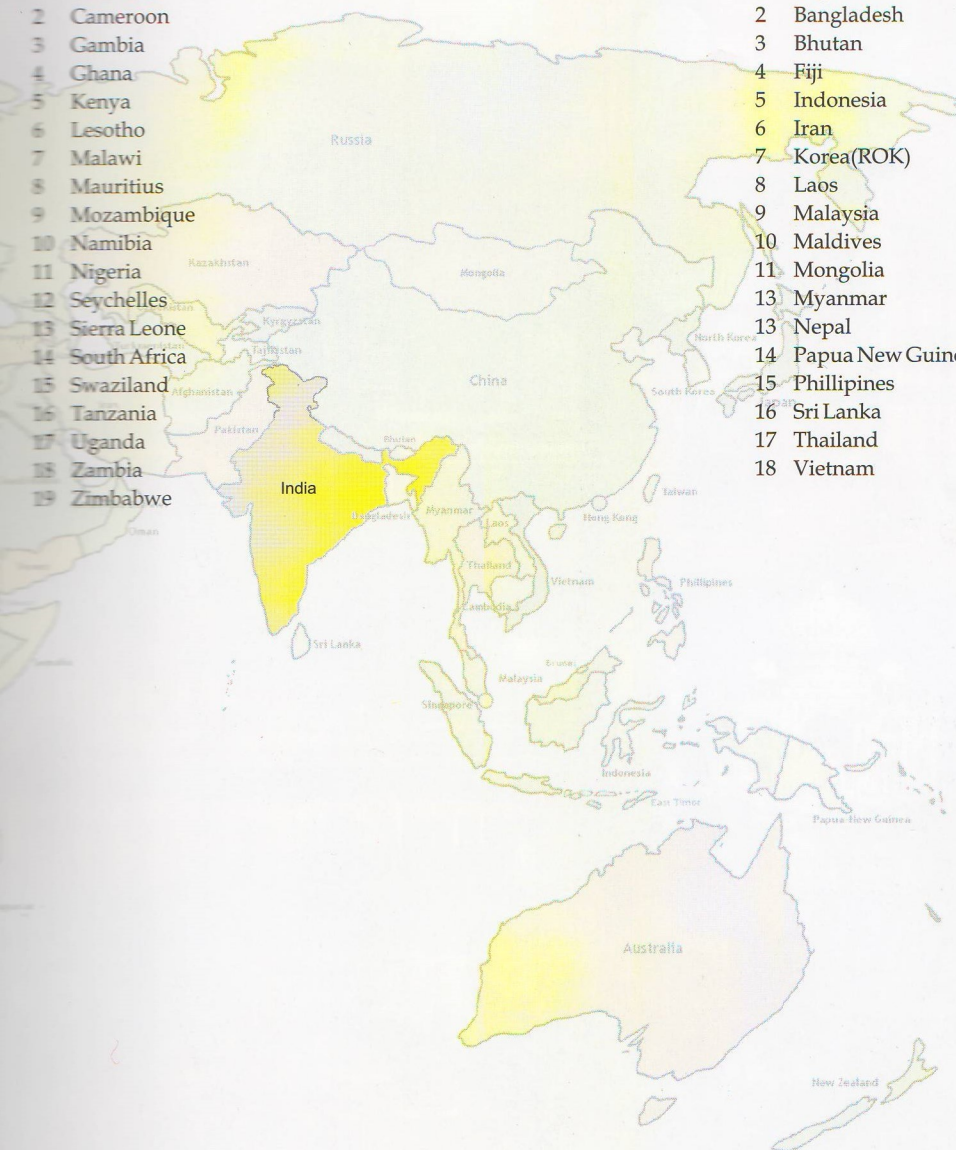 2 Cameroon
3 Gambia
4 Ghana
5 Kenya
6 Lesotho
7 Malawi
8 Mauritius
9 Mozambique
10 Namibia
11 Nigeria
12 Seychelles
13 Sierra Leone
14 South Africa
15 Swaziland
16 Tanzania
17 Uganda
18 Zambia
19 Zimbabwe
2 Bangladesh
3 Bhutan
4 Fiji
5 Indonesia
6 Iran
7 Korea(ROK)
8 Laos
9 Malaysia
10 Maldives
11 Mongolia
13 Myanmar
13 Nepal
14 Papua New Guine
15 Phillipines
16 Sri Lanka
17 Thailand
18 Vietnam
Russia
Kazakhstan
Mongolia
Kyrgyzstan
North Korea
Tajikistan
China
Afghanistan
South Korea
Japan
Pakistan
Bhutan
India
Taiwan
Bangladesh
Myanmar
Hong Kong
Laos
Oman
Thailand
Vietnam
Phillipines
Cambodia
Sri Lanka
Malaysia
Singapore
Indonesia
East Timor
Papua New Guinea
Australia
New Zealand